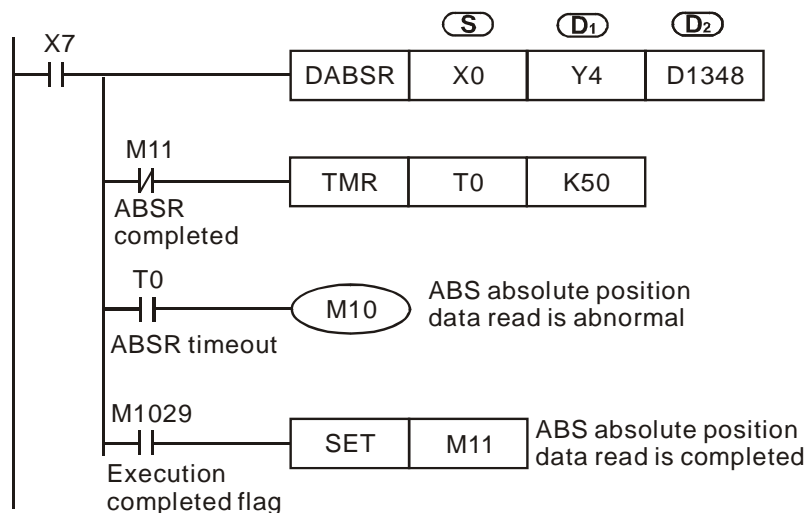 S D1 D2
X7
DABSR X0 Y4 D1348
M11
TMR T0 K50
ABSR
completed
T0
M10
ABS absolute position
data read is abnormal
ABSR timeout
M1029
SET M11
ABS absolute position
data read is completed
Execution
completed flag